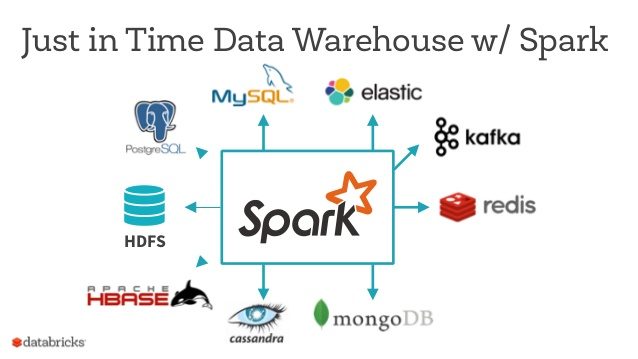 Just in Time Data Warehouse w/ Spark
MySQL
elastic
PostgreSQL
kafka
HDFS
Spark
redis
APACHE
HBASE
cassandra
mongoDB
databricks